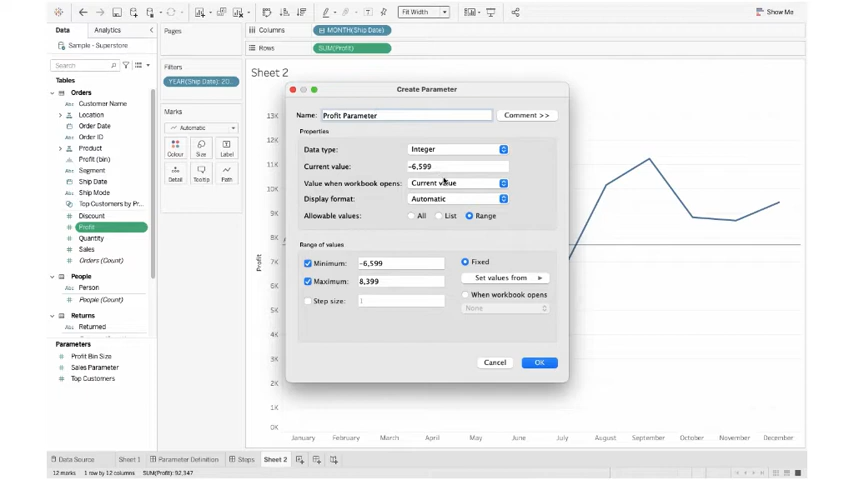 Fit Width
Show Me
Data
Analytics
Pages
Columns
MONTH(Ship Date)
Sample - Superstore
Rows
SUM(Profit)
Search
Filters
Sheet 2
Tables
YEAR(Ship Date): 20...
Create Parameter
Orders
Customer Name
Marks
Location
Order Date
Automatic
Order ID
Product
Colour
Size
Label
Profit (bin)
Segment
Detail
Tooltip
Path
Ship Date
Ship Mode
Top Customers by Pr...
Discount
Profit
Quantity
Sales
Orders (Count)
People
Person
People (Count)
Returns
Returned
Parameters
Profit Bin Size
Sales Parameter
Top Customers
Name:
Profit Parameter
Comment >>
Properties
Data type:
Integer
Current value:
-6,599
Value when workbook opens:
Current value
Display format:
Automatic
Allowable values:
All
List
Range
Range of values
Minimum:
-6,599
Fixed
Maximum:
8,399
Set values from
Step size:
1
When workbook opens
None
Cancel
OK
13K
12K
11K
10K
9K
8K
7K
6K
5K
4K
3K
2K
1K
0K
Profit
January
February
March
April
May
June
July
August
September
October
November
December
Data Source
Sheet 1
Parameter Definition
Steps
Sheet 2
12 marks
1 row by 12 columns
SUM(Profit): 92,347